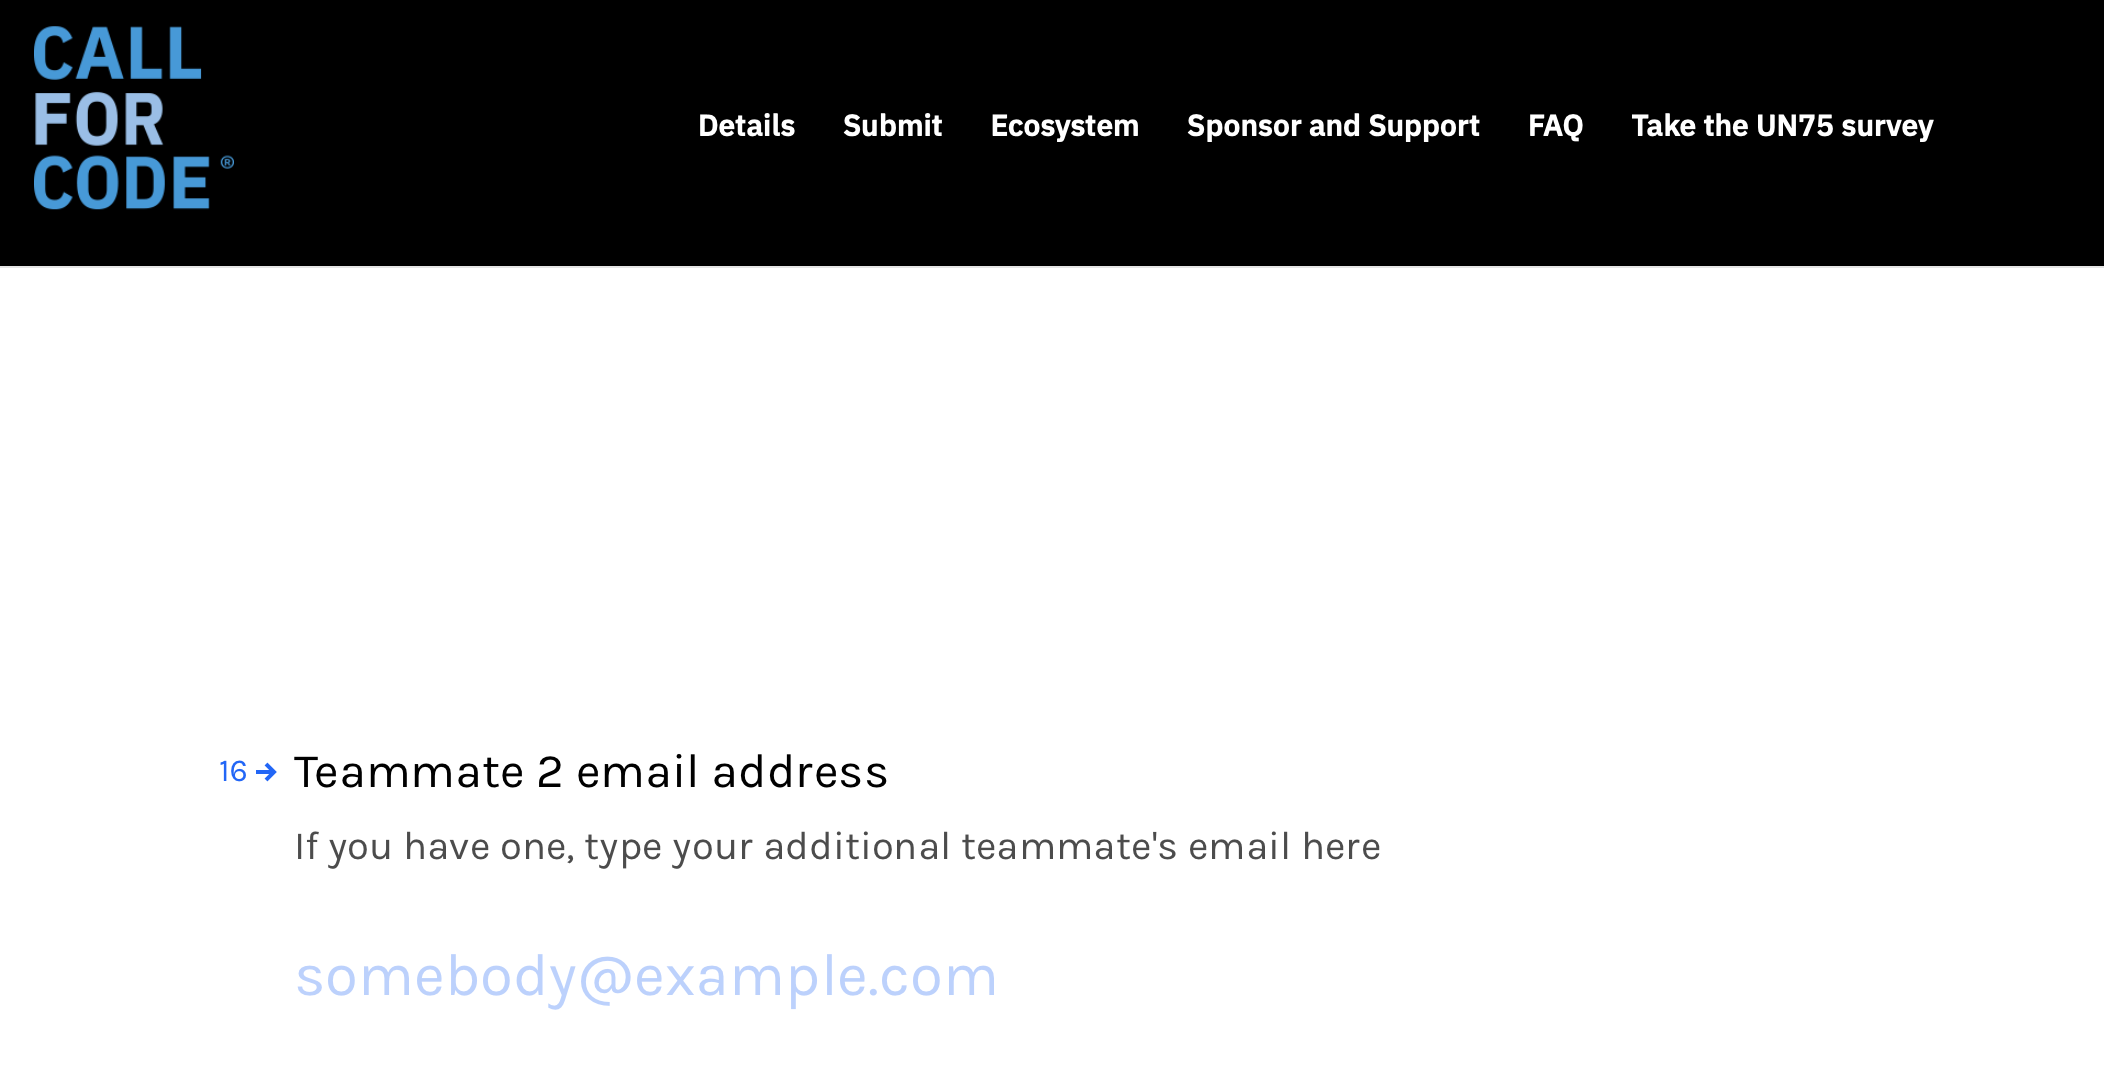 CALL
FOR
CODE ®
Details Submit Ecosystem Sponsor and Support FAQ Take the UN75 survey
16 → Teammate 2 email address
If you have one, type your additional teammate's email here
somebody@example.com